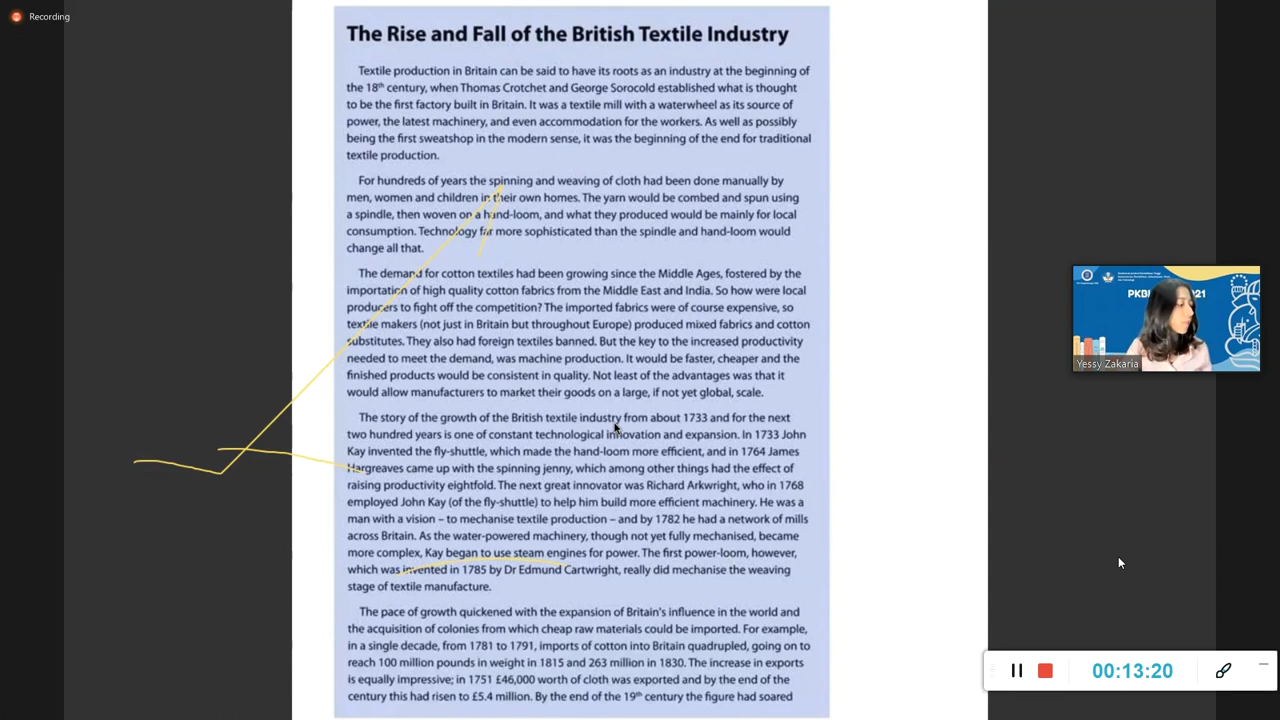 Recording
The Rise and Fall of the British Textile Industry
Textile production in Britain can be said to have its roots as an industry at the beginning of
the 18th century, when Thomas Crotchet and George Sorocold established what is thought
to be the first factory built in Britain. It was a textile mill with a waterwheel as its source of
power, the latest machinery, and even accommodation for the workers. As well as possibly
being the first sweatshop in the modern sense, it was the beginning of the end for traditional
textile production.
For hundreds of years the spinning and weaving of cloth had been done manually by
men, women and children in their own homes. The yarn would be combed and spun using
a spindle, then woven on a hand-loom, and what they produced would be mainly for local
consumption. Technology far more sophisticated than the spindle and hand-loom would
change all that.
The demand for cotton textiles had been growing since the Middle Ages, fostered by the
importation of high quality cotton fabrics from the Middle East and India. So how were local
producers to fight off the competition? The imported fabrics were of course expensive, so
textile makers (not just in Britain but throughout Europe) produced mixed fabrics and cotton
substitutes. They also had foreign textiles banned. But the key to the increased productivity
needed to meet the demand, was machine production. It would be faster, cheaper and the
finished products would be consistent in quality. Not least of the advantages was that it
would allow manufacturers to market their goods on a large, if not yet global, scale.
The story of the growth of the British textile industry from about 1733 and for the next
two hundred years is one of constant technological innovation and expansion. In 1733 John
Kay invented the fly-shuttle, which made the hand-loom more efficient, and in 1764 James
Hargreaves came up with the spinning jenny, which among other things had the effect of
raising productivity eightfold. The next great innovator was Richard Arkwright, who in 1768
employed John Kay (of the fly-shuttle) to help him build more efficient machinery. He was a
man with a vision – to mechanise textile production – and by 1782 he had a network of mills
across Britain. As the water-powered machinery, though not yet fully mechanised, became
more complex, Kay began to use steam engines for power. The first power-loom, however,
which was invented in 1785 by Dr Edmund Cartwright, really did mechanise the weaving
stage of textile manufacture.
The pace of growth quickened with the expansion of Britain's influence in the world and
the acquisition of colonies from which cheap raw materials could be imported. For example,
in a single decade, from 1781 to 1791, imports of cotton into Britain quadrupled, going on to
reach 100 million pounds in weight in 1815 and 263 million in 1830. The increase in exports
is equally impressive; in 1751 £46,000 worth of cloth was exported and by the end of the
century this had risen to £5.4 million. By the end of the 19th century the figure had soared
Yessy Zakaria
00:13:20